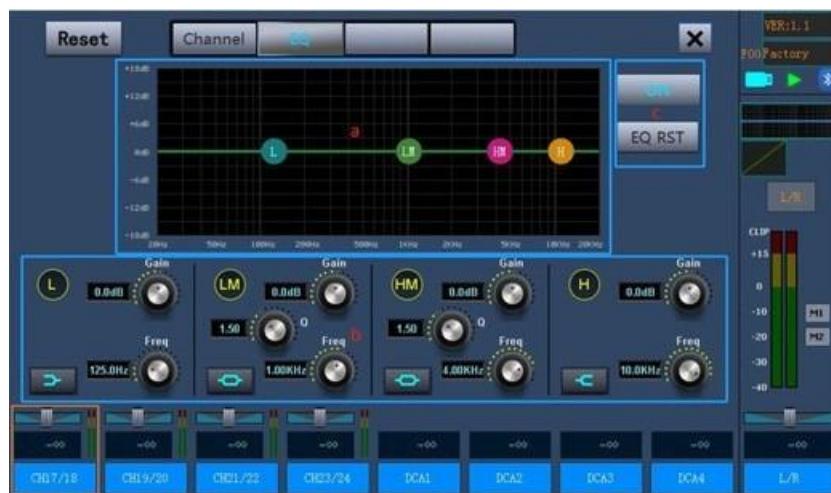 Reset
Channel
EQ
VER:1.1
P00Factory
+18dB
+12dB
+6dB
0dB
-6dB
-12dB
-18dB
a
L
LM
HM
H
20Hz 50Hz 100Hz 200Hz 500Hz 1KHz 2KHz 5KHz 10KHz 20KHz
ON
c
EQ RST
L/R
CLIP
+15
0
-10
-20
-30
-40
M1
M2
L
Gain
0.0dB
Freq
125.0Hz
LM
Gain
0.0dB
1.50
Q
b
Freq
1.00KHz
HM
Gain
0.0dB
1.50
Q
Freq
4.00KHz
H
Gain
0.0dB
Freq
10.0KHz
-∞ -∞ -∞ -∞ -∞ -∞ -∞ -∞ -∞
CH17/18 CH19/20 CH21/22 CH23/24 DCA1 DCA2 DCA3 DCA4 L/R